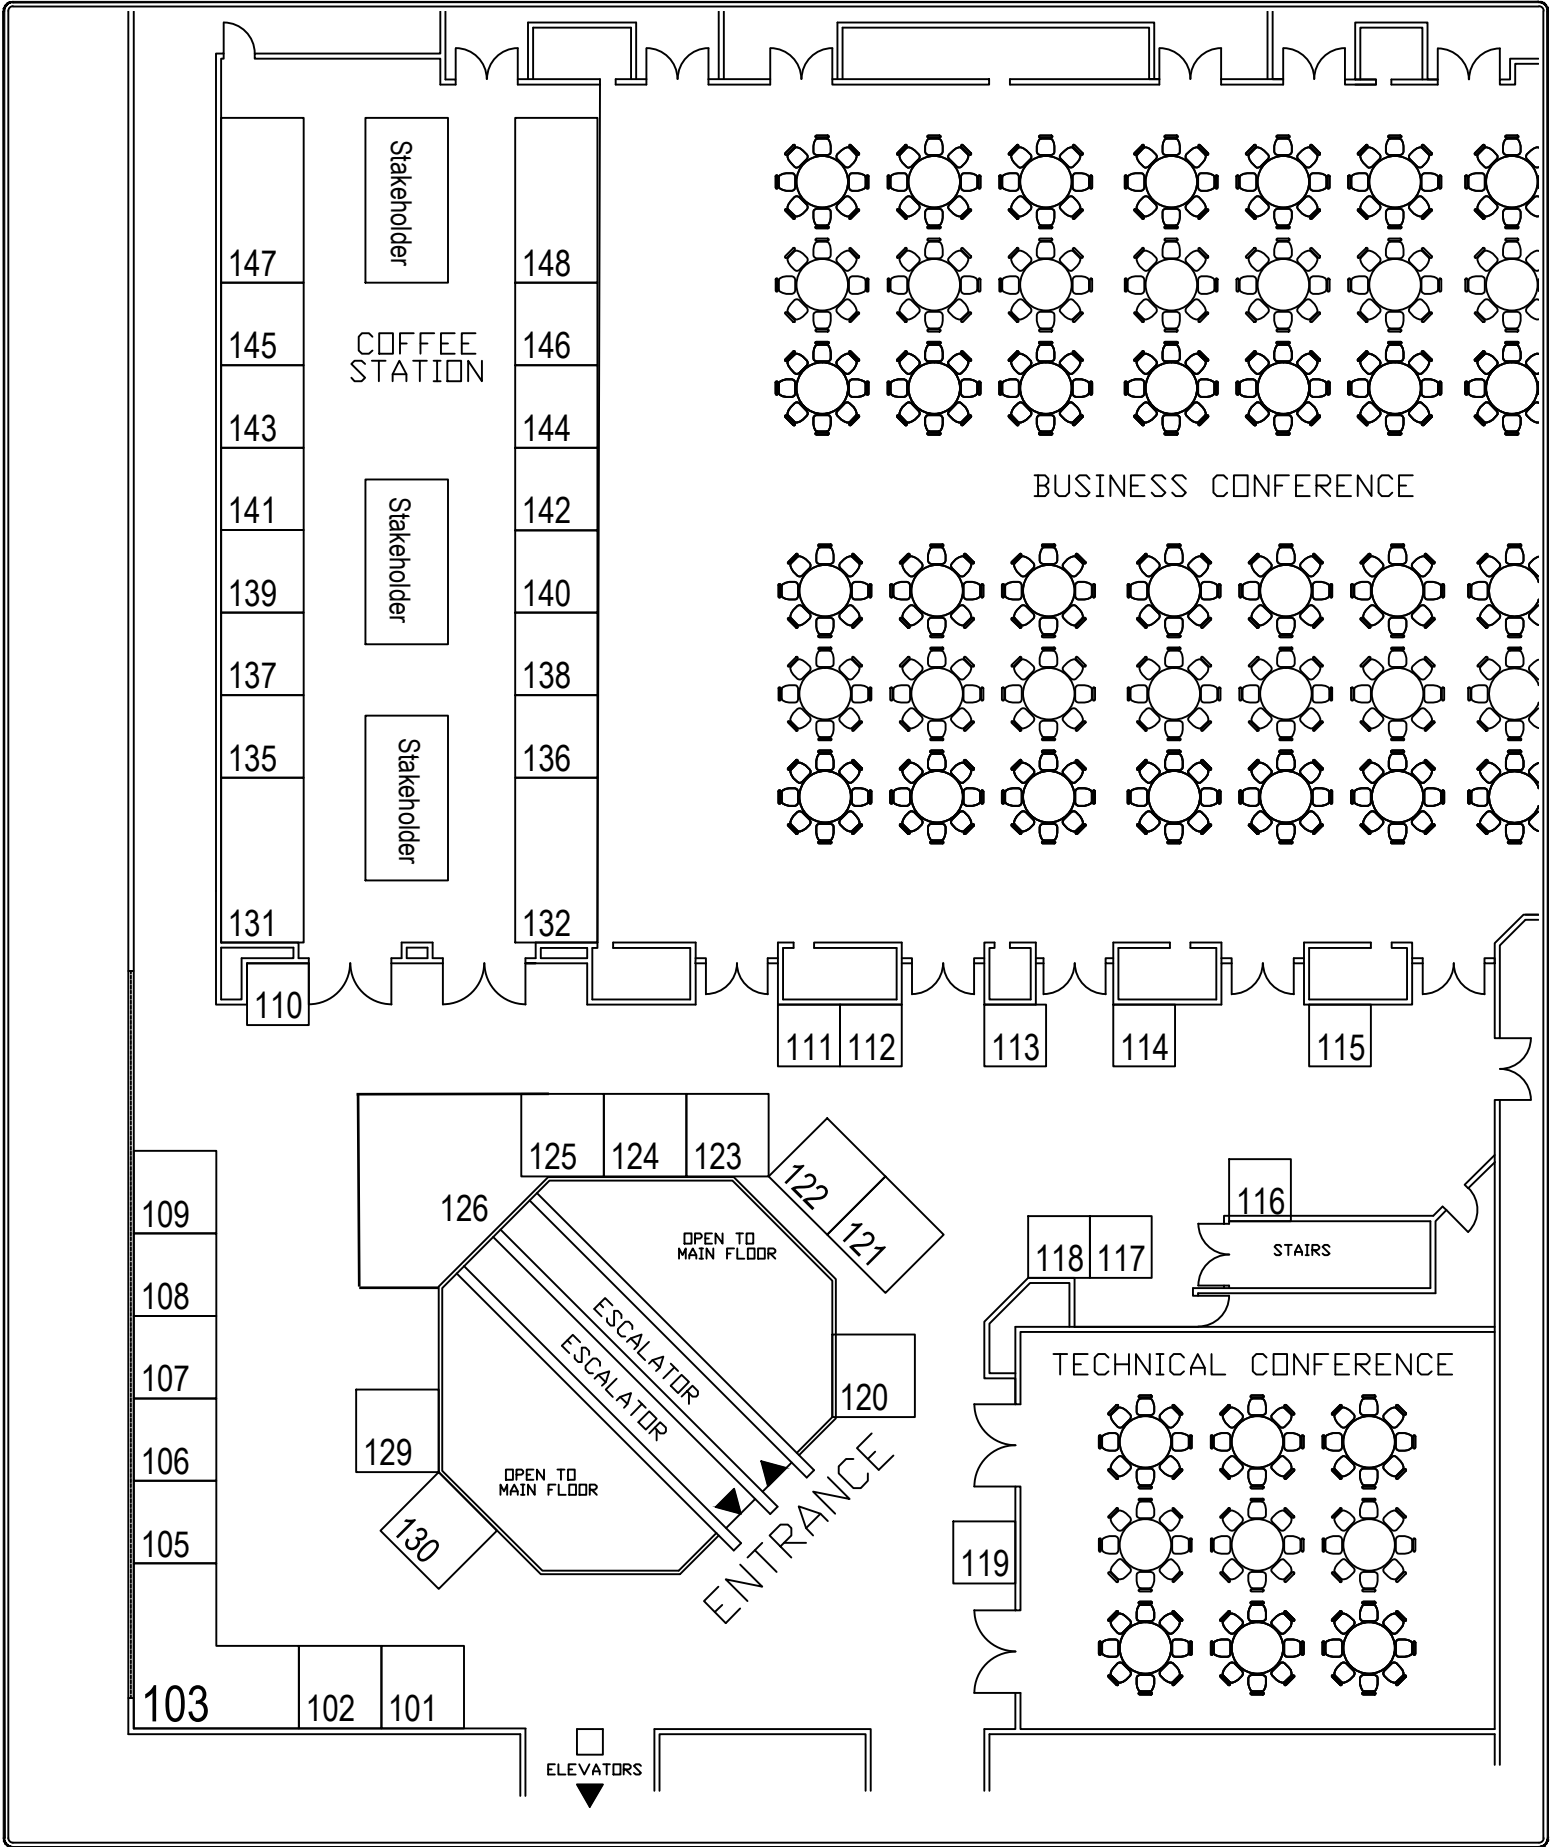 Stakeholder
147
148
145
COFFEE
STATION
146
143
144
BUSINESS CONFERENCE
141
Stakeholder
142
139
140
137
138
135
Stakeholder
136
131
132
110
111
112
113
114
115
125
124
123
122
121
126
116
109
118
117
STAIRS
OPEN TO
MAIN FLOOR
108
ESCALATOR
ESCALATOR
107
TECHNICAL CONFERENCE
120
129
106
OPEN TO
MAIN FLOOR
ENTRANCE
130
105
119
103
102
101
ELEVATORS